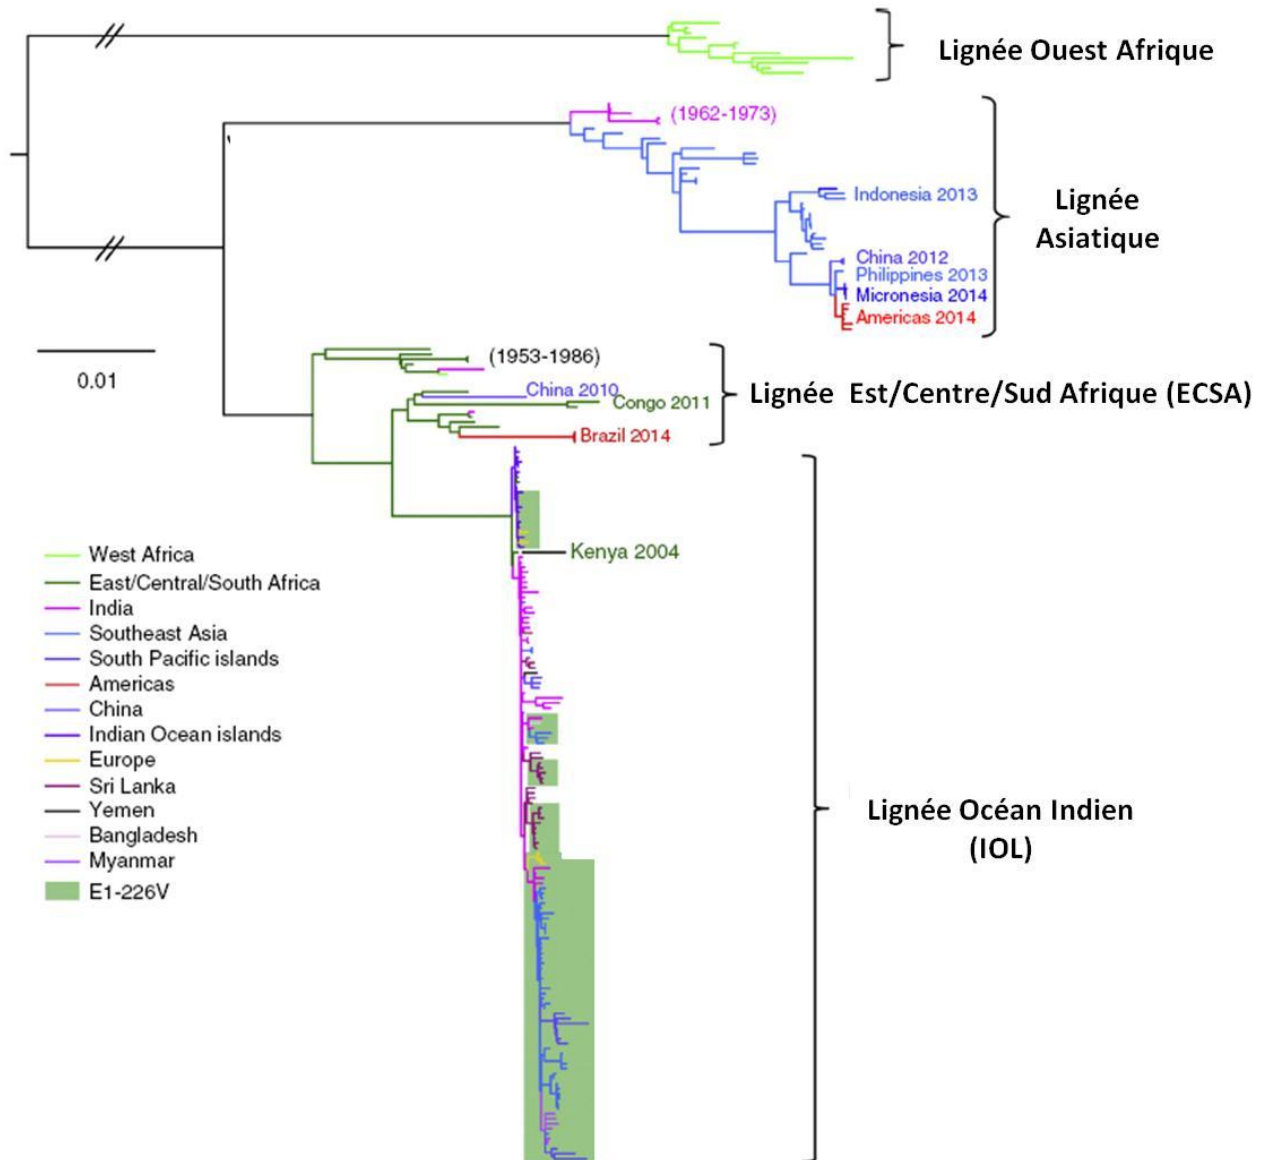 Lignée Ouest Afrique
(1962-1973)
Indonesia 2013
Lignée
Asiatique
China 2012
Philippines 2013
Micronesia 2014
Americas 2014
0.01
(1953-1986)
China 2010
Congo 2011
Lignée Est/Centre/Sud Afrique (ECSA)
Brazil 2014
Kenya 2004
West Africa
East/Central/South Africa
India
Southeast Asia
South Pacific islands
Americas
China
Indian Ocean islands
Europe
Sri Lanka
Yemen
Bangladesh
Myanmar
E1-226V
Lignée Océan Indien
(IOL)